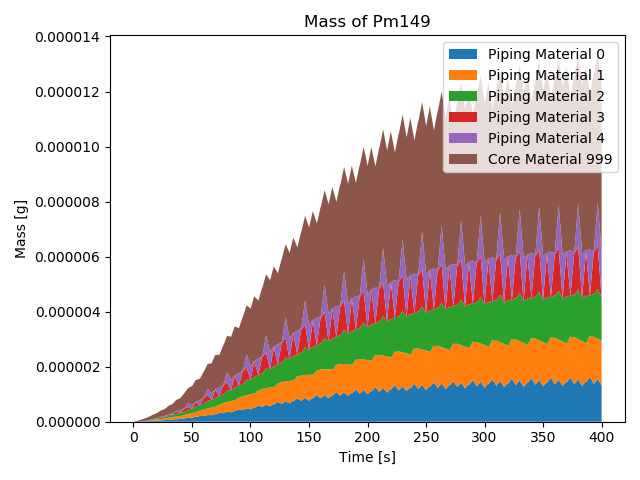 Mass of Pm149
0.000014
0.000012
0.000010
0.000008
0.000006
0.000004
0.000002
0.000000
Mass [g]
Piping Material 0
Piping Material 1
Piping Material 2
Piping Material 3
Piping Material 4
Core Material 999
0 50 100 150 200 250 300 350 400
Time [s]